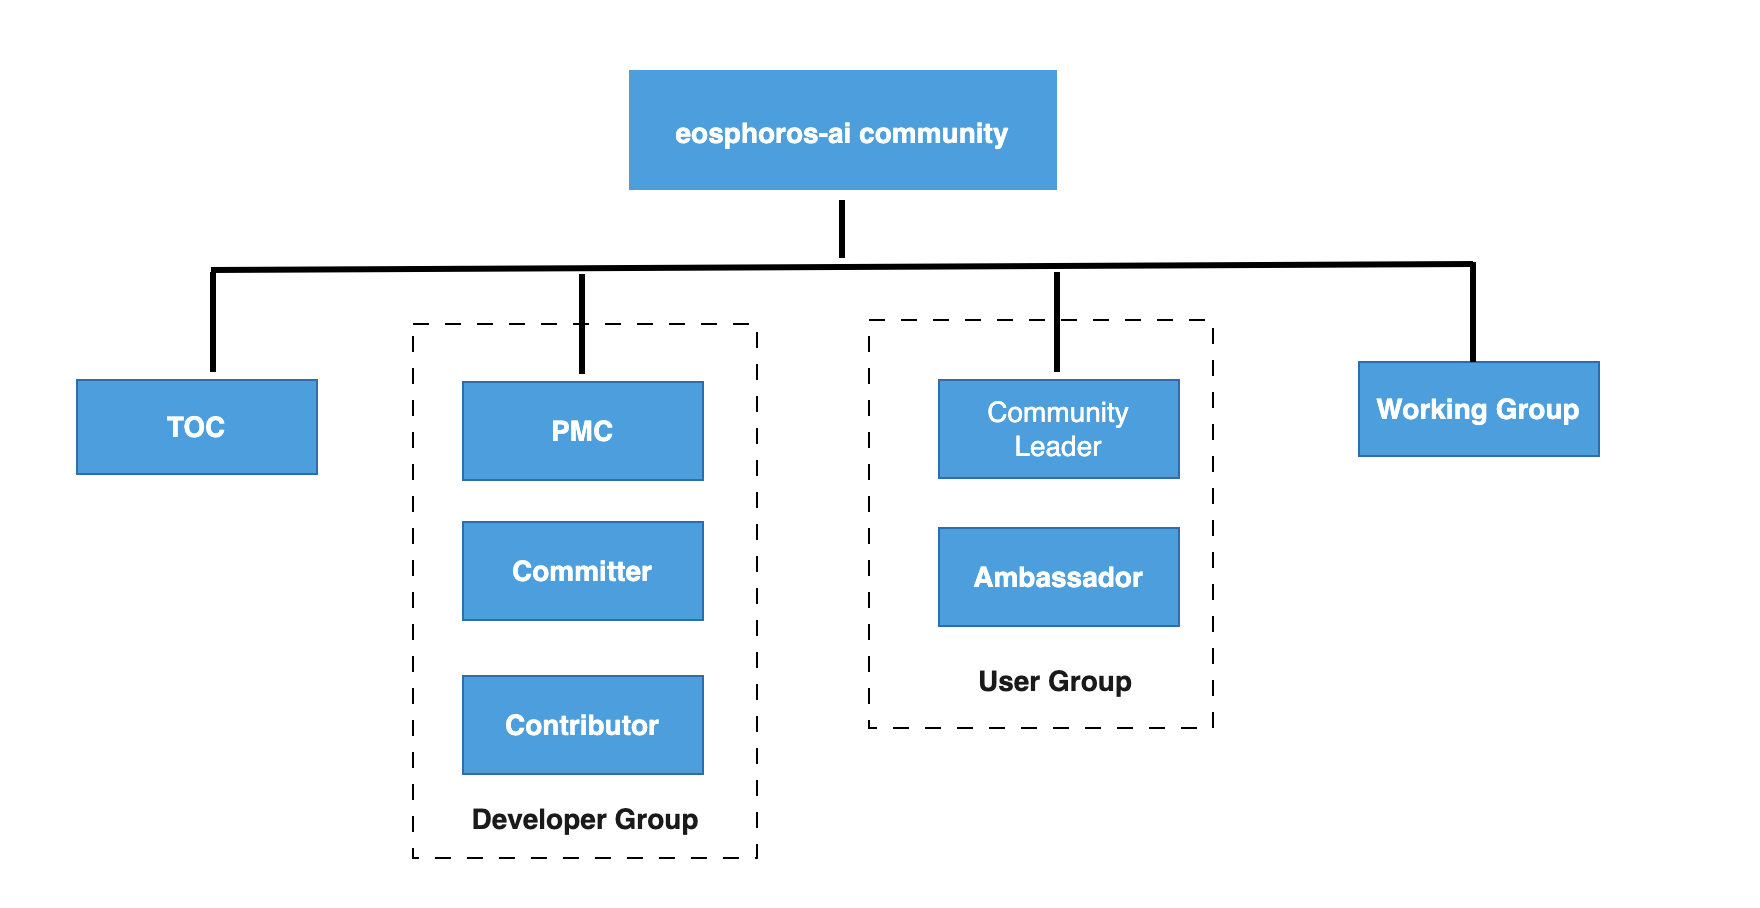 eosphoros-ai community
TOC
PMC
Community
Leader
Working Group
Committer
Ambassador
User Group
Contributor
Developer Group